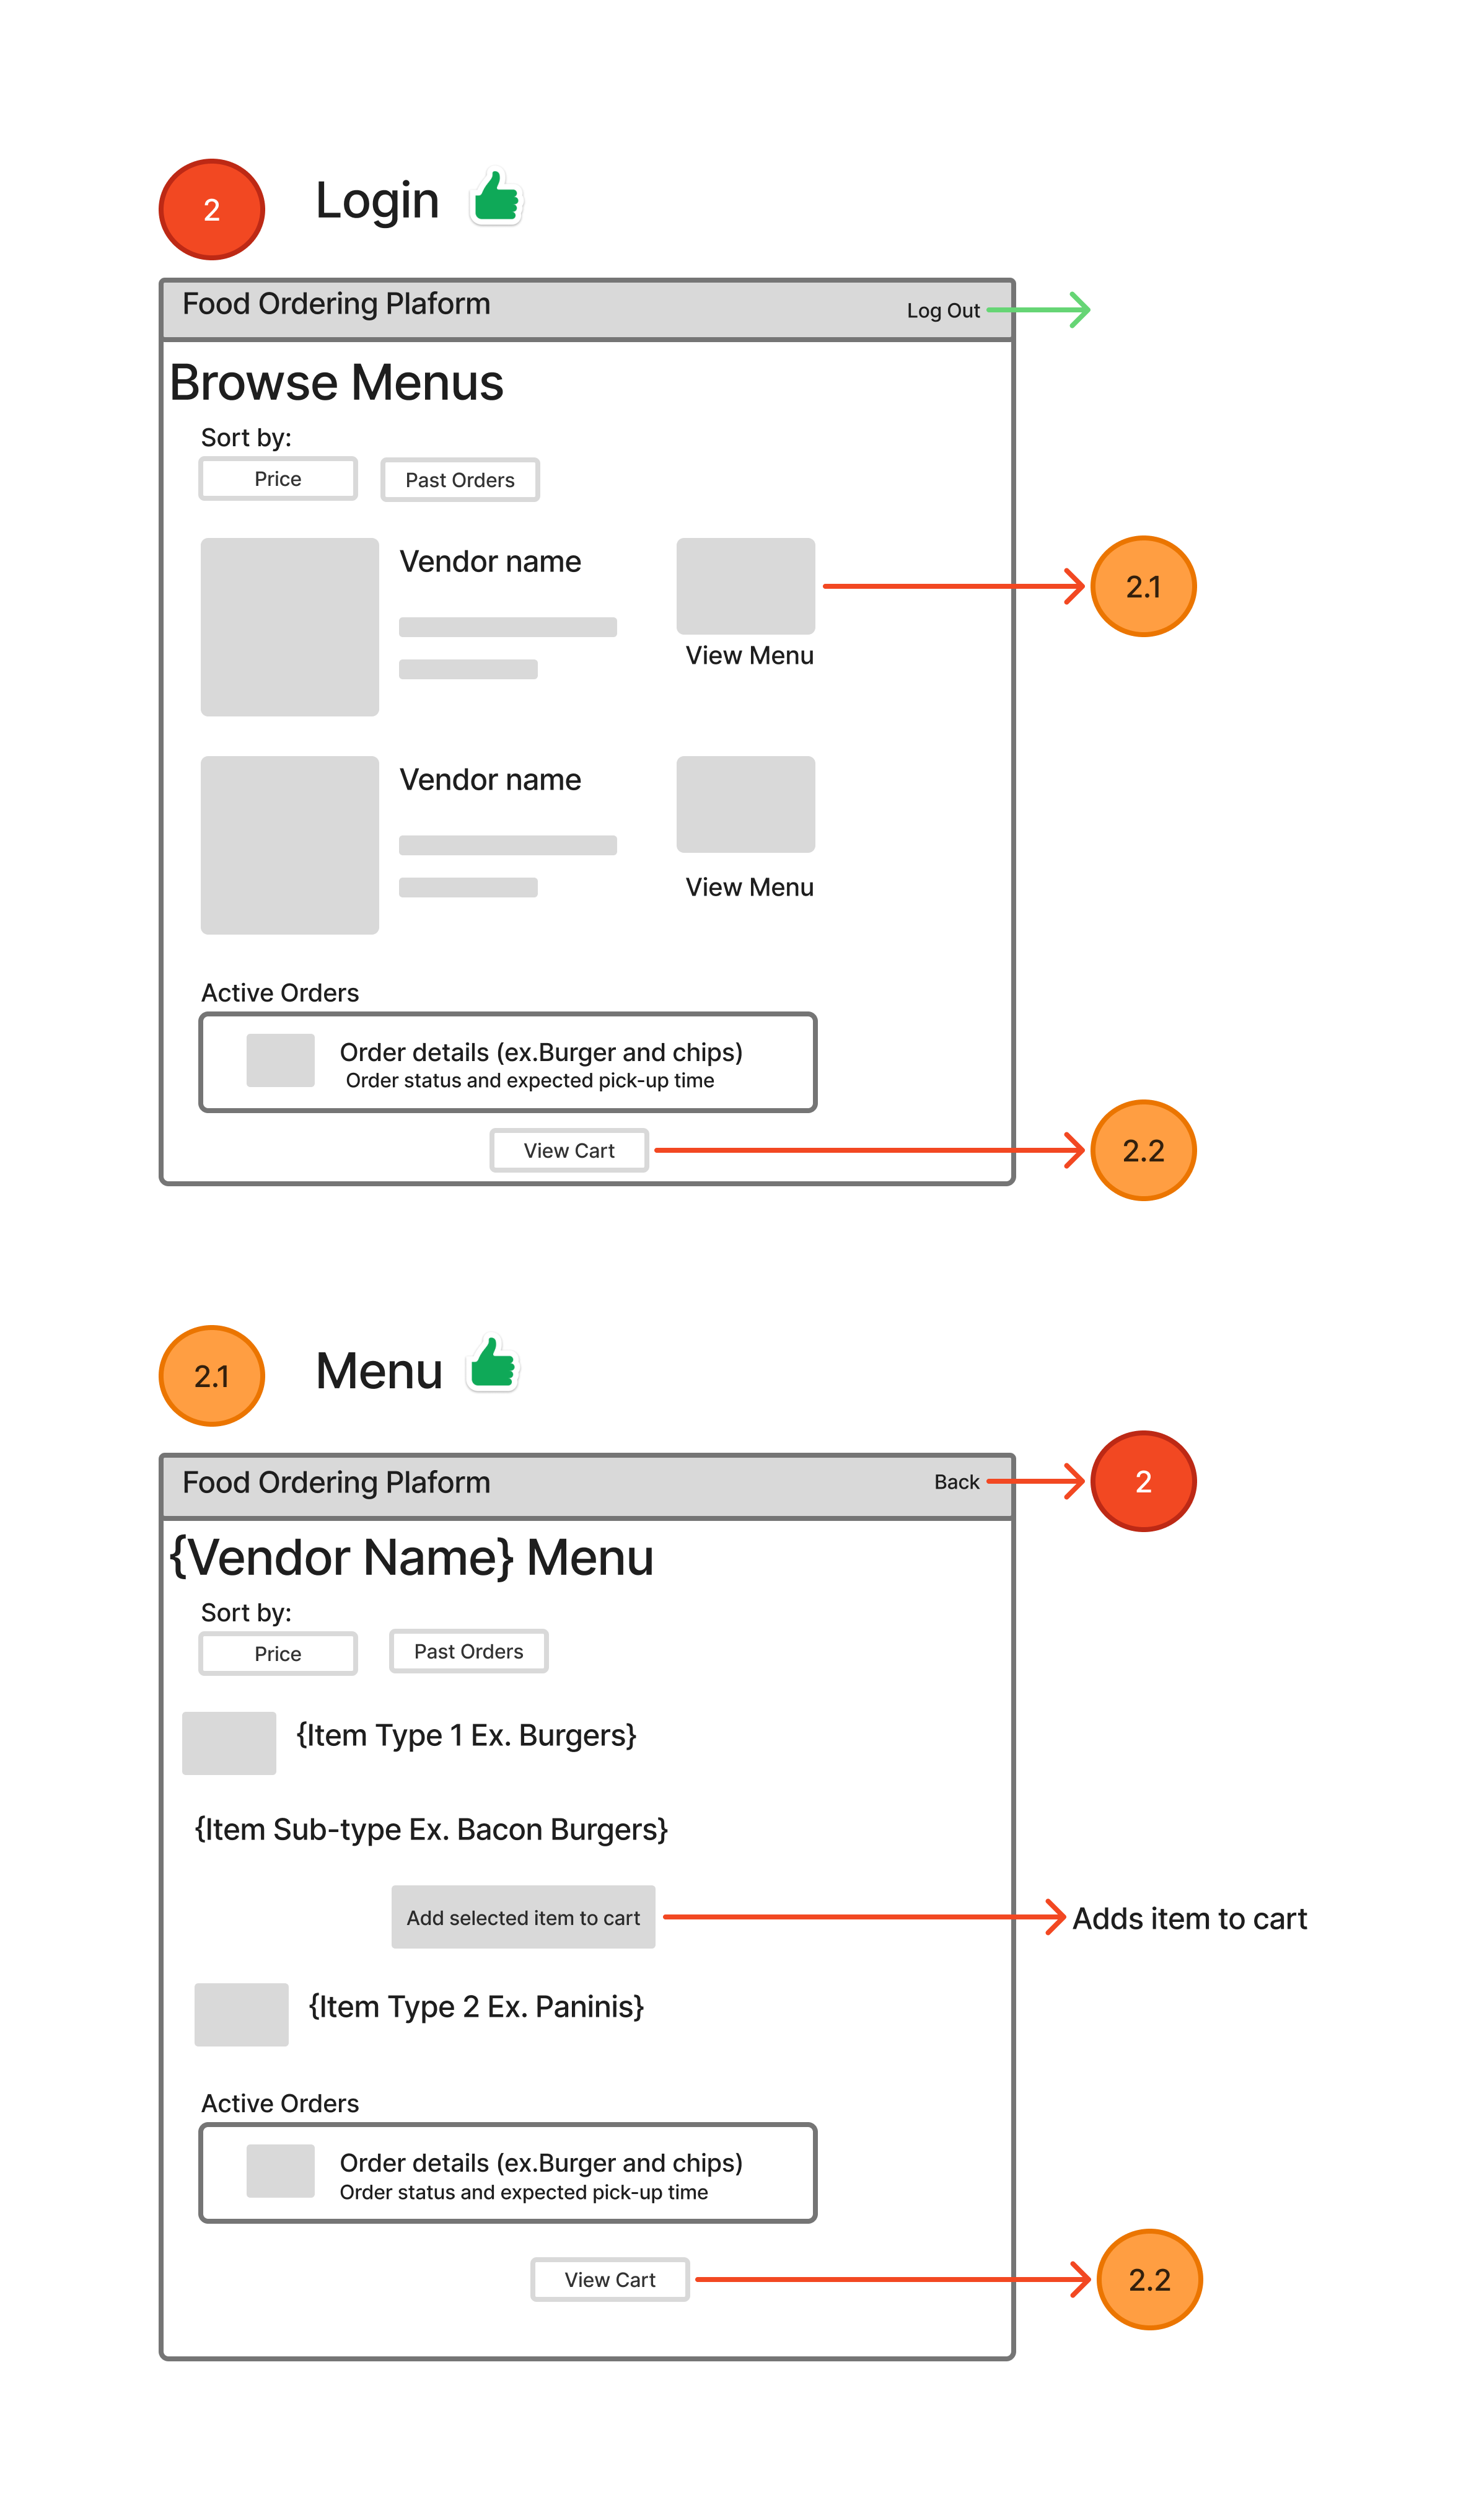 2
Login
Food Ordering Plaform
Log Out
Browse Menus
Sort by:
Price
Past Orders
Vendor name
View Menu
2.1
Vendor name
View Menu
Active Orders
Order details (ex.Burger and chips)
Order status and expected pick-up time
View Cart
2.2
2.1
Menu
Food Ordering Plaform
Back
2
{Vendor Name} Menu
Sort by:
Price
Past Orders
{Item Type 1 Ex. Burgers}
{Item Sub-type Ex. Bacon Burgers}
Add selected item to cart
Adds item to cart
{Item Type 2 Ex. Paninis}
Active Orders
Order details (ex.Burger and chips)
Order status and expected pick-up time
View Cart
2.2